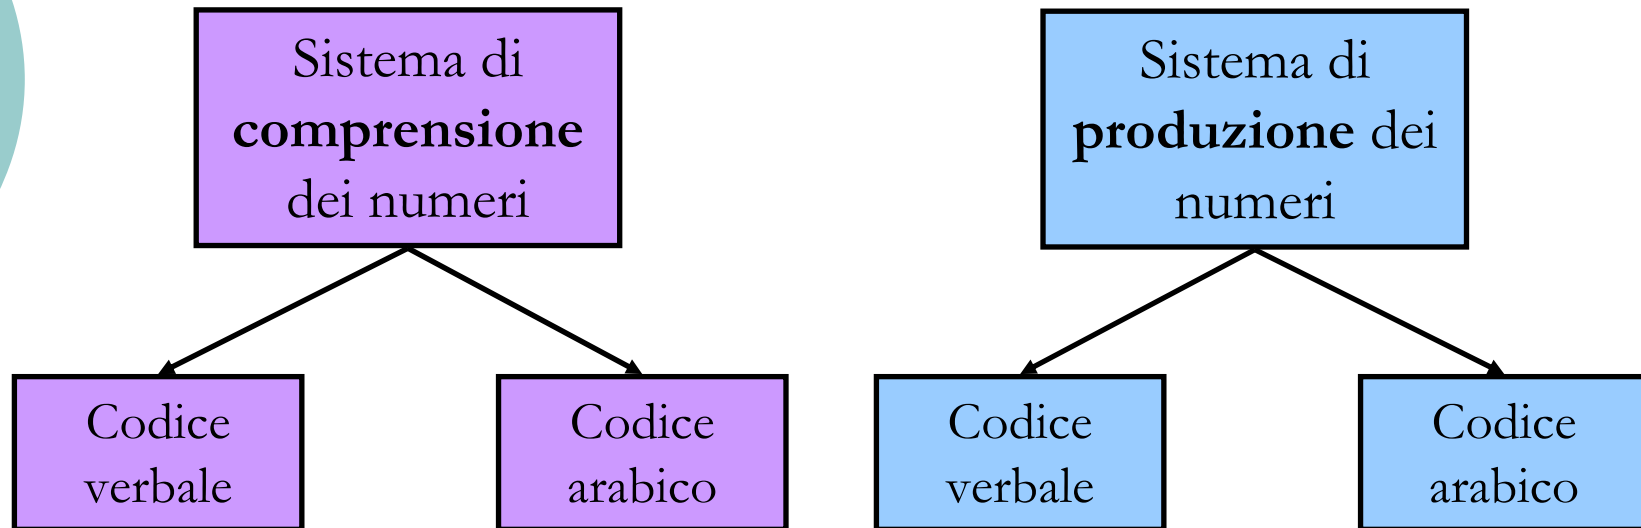 Sistema di
comprensione
dei numeri
Sistema di
produzione dei
numeri
Codice
verbale
Codice
arabico
Codice
verbale
Codice
arabico